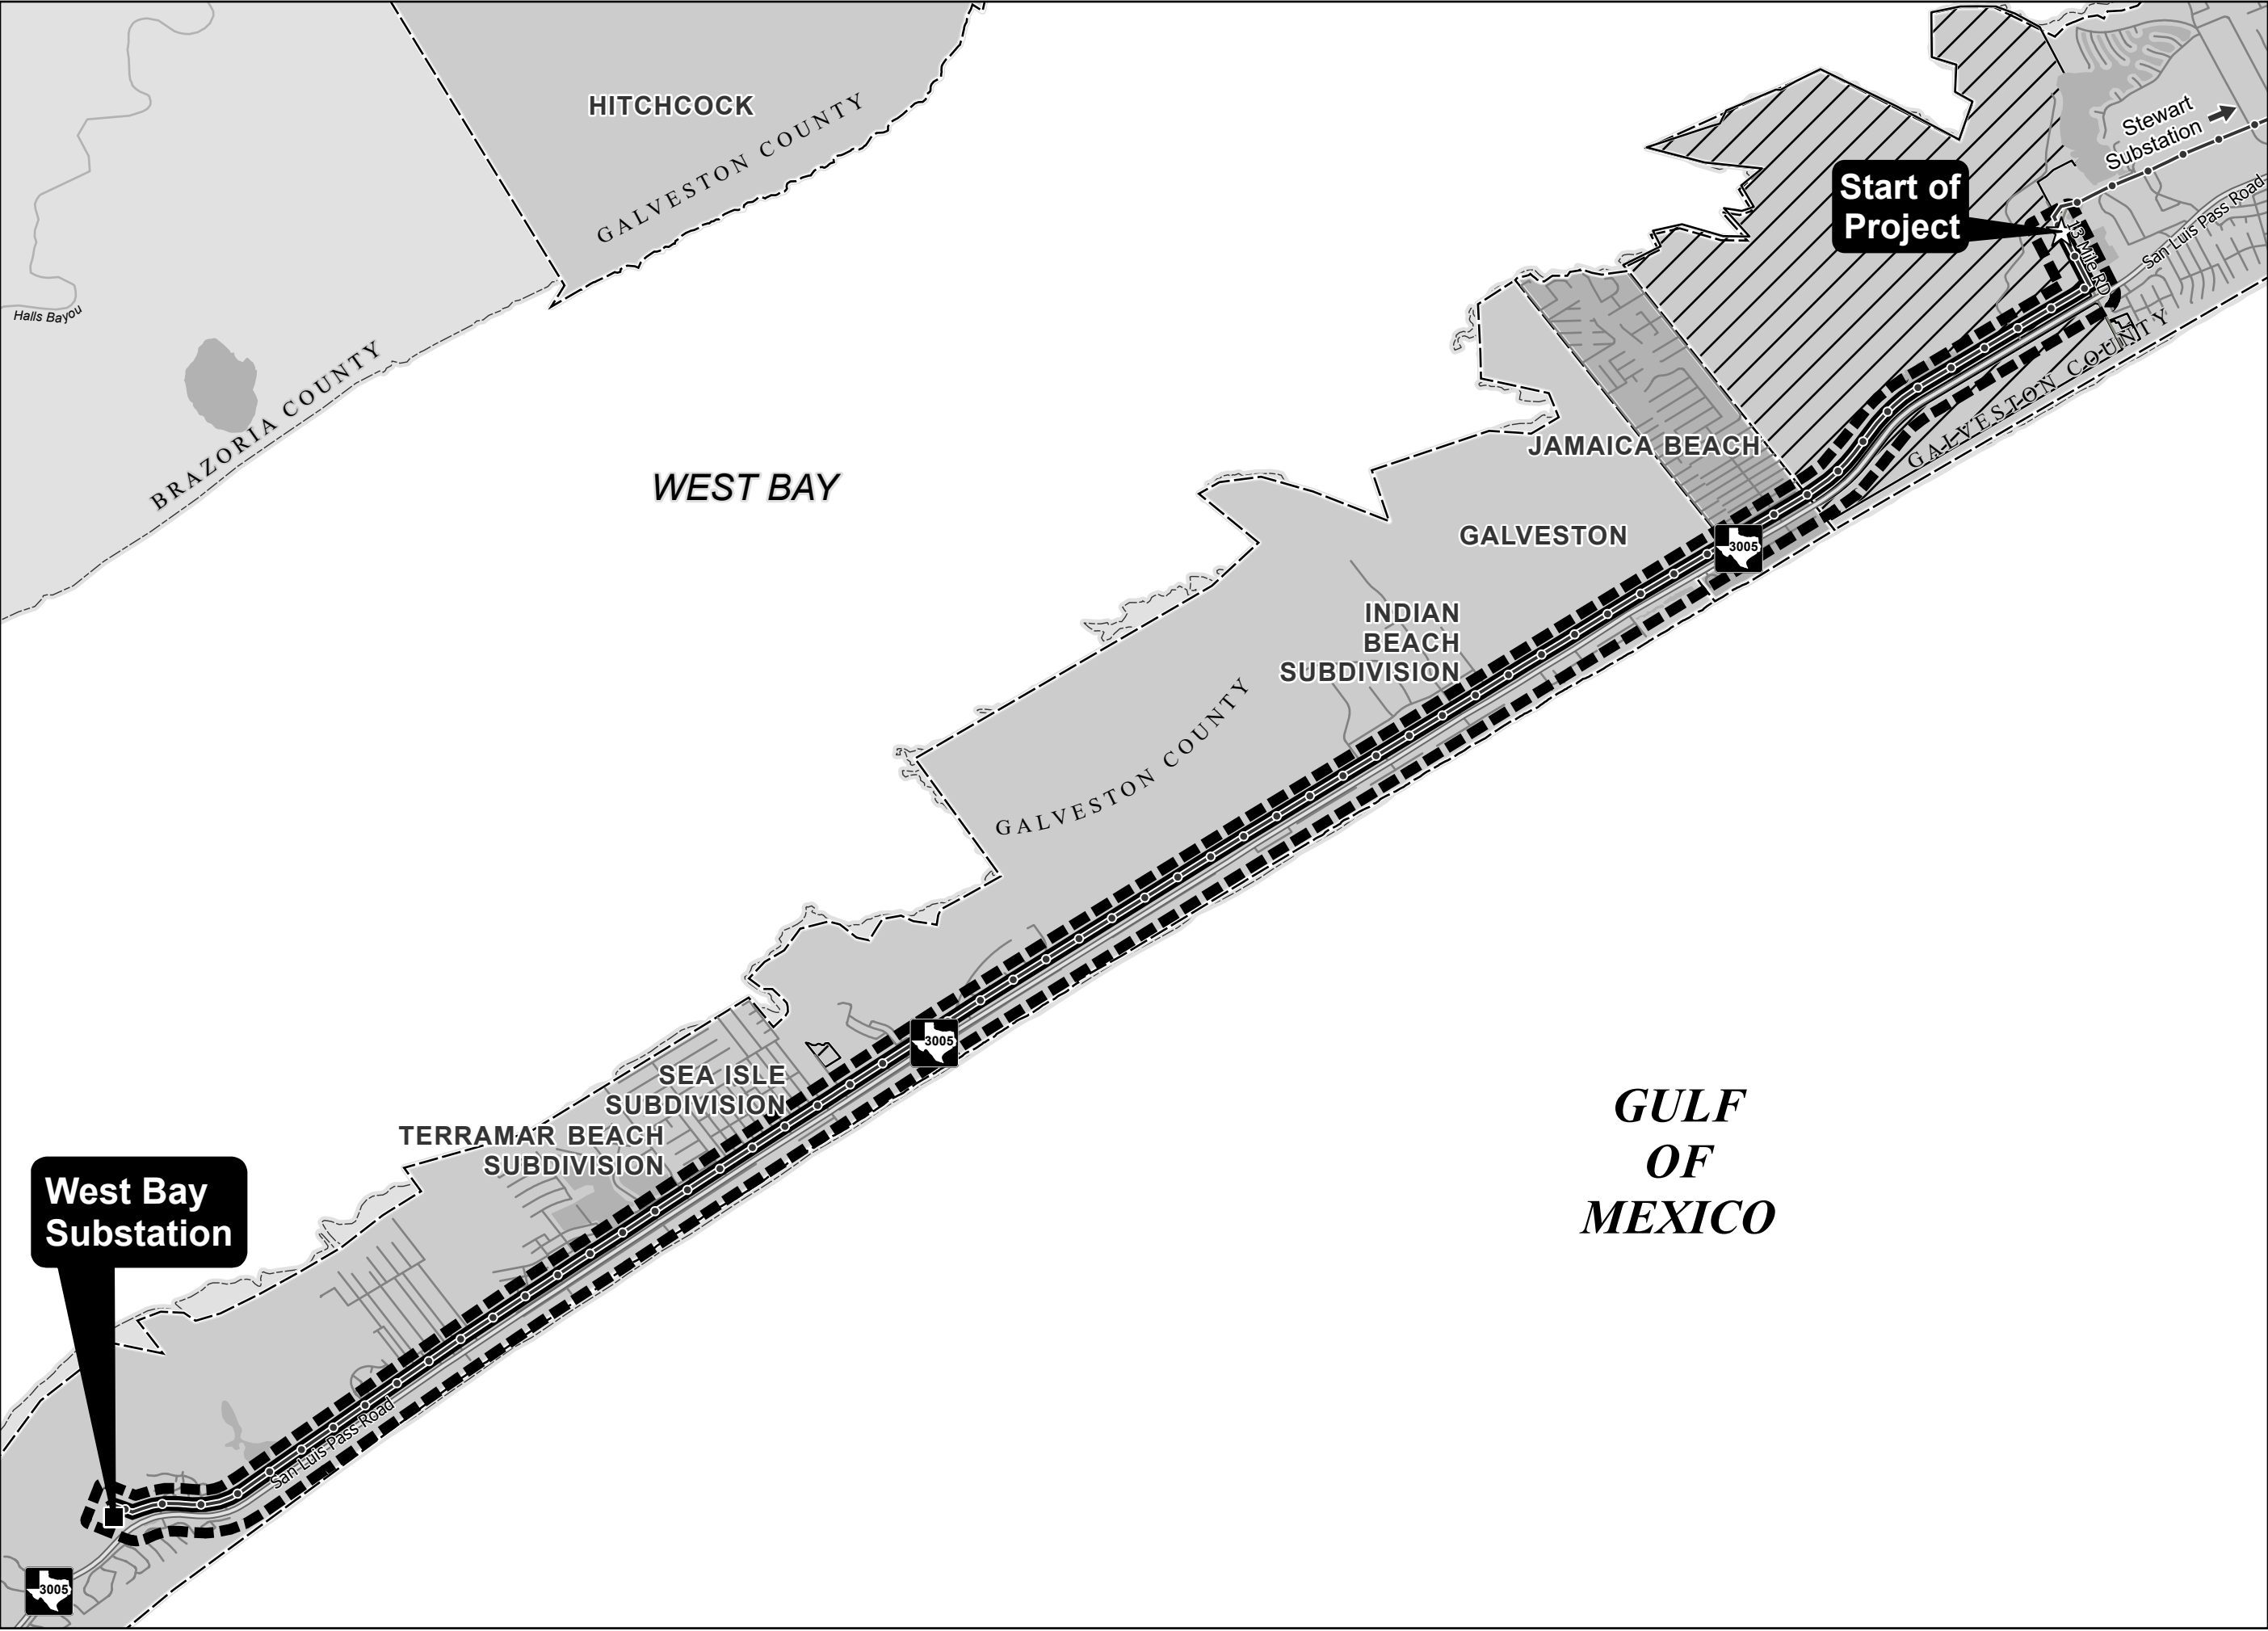 HITCHCOCK
GALVESTON COUNTY
Stewart
Substation
Start of
Project
13 Mile RD
San Luis Pass Road
Halls Bayou
BRAZORIA COUNTY
GALVESTON COUNTY
JAMAICA BEACH
WEST BAY
GALVESTON
3005
INDIAN
BEACH
SUBDIVISION
GALVESTON COUNTY
3005
SEA ISLE
SUBDIVISION
TERRAMAR BEACH
SUBDIVISION
GULF
OF
MEXICO
West Bay
Substation
San Luis Pass Road
3005